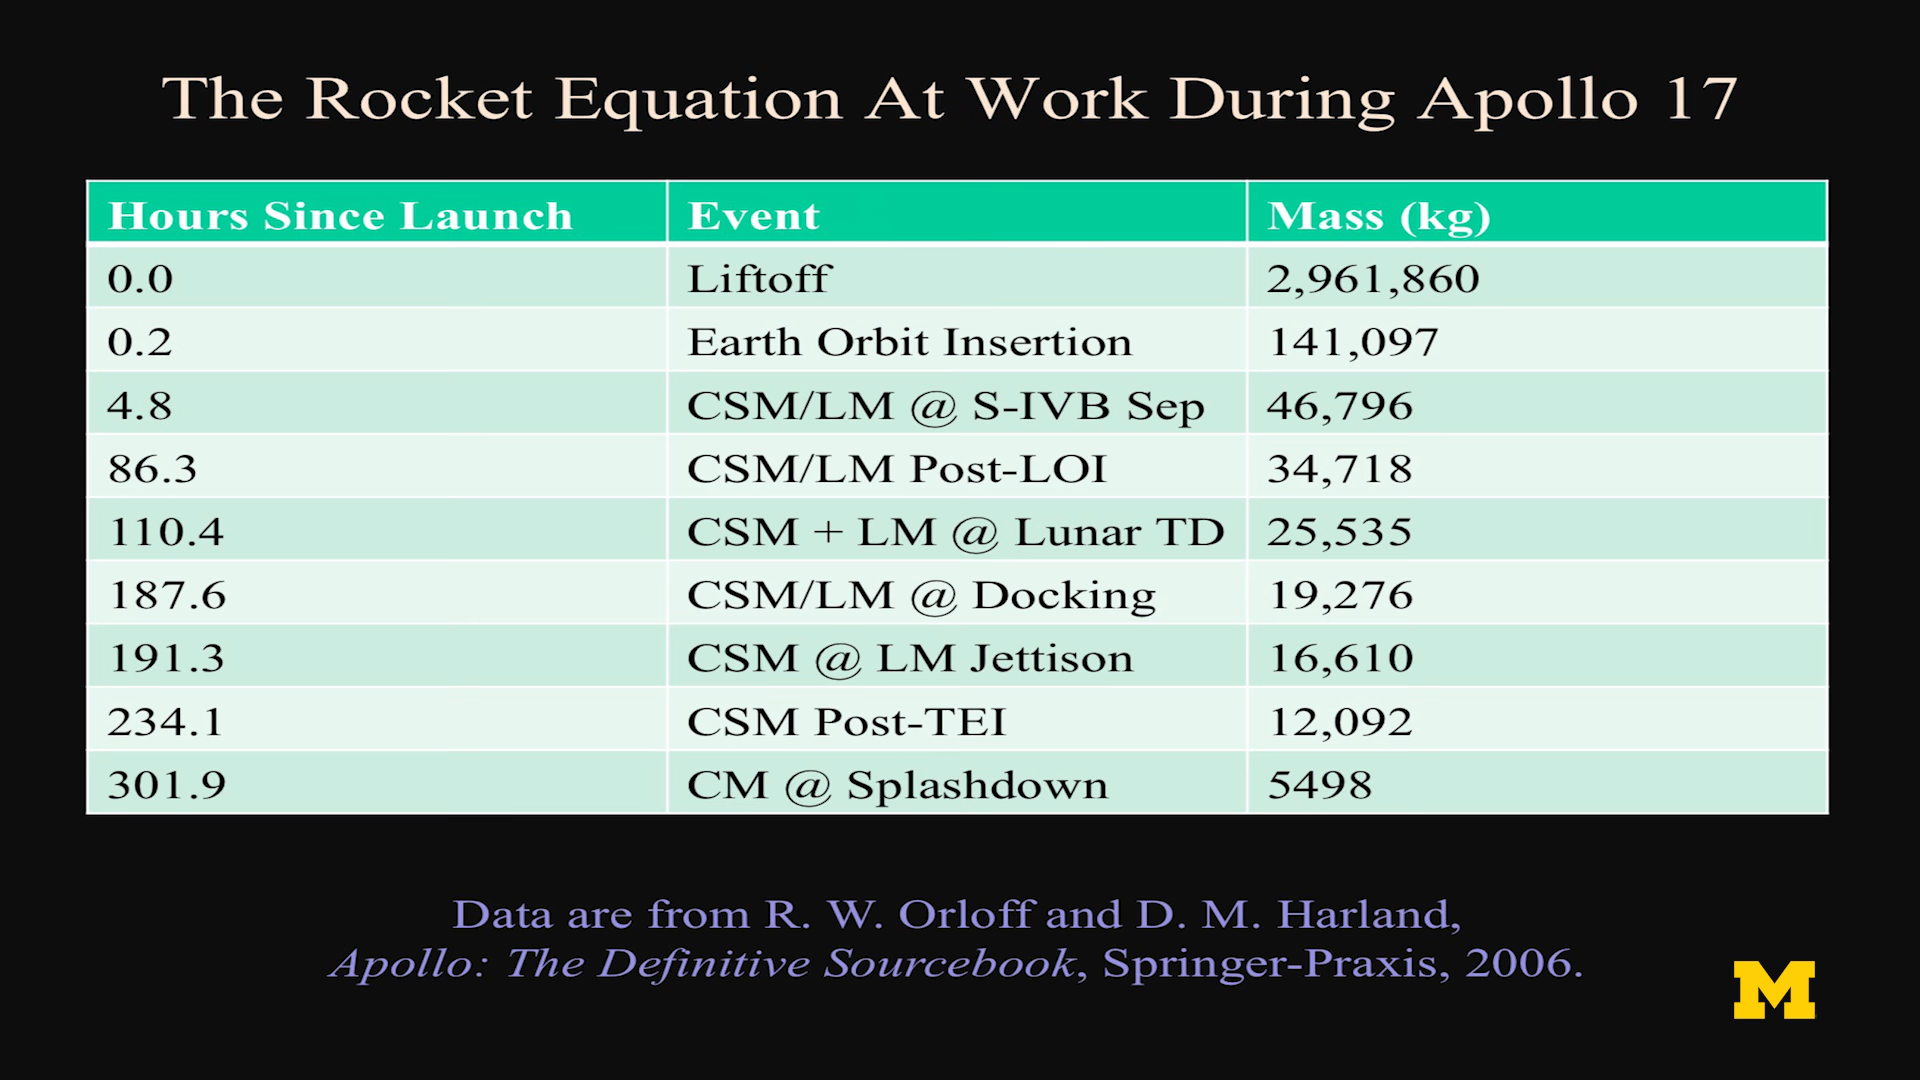 The Rocket Equation At Work During Apollo 17
Hours Since Launch Event Mass (kg)
0.0 Liftoff 2,961,860
0.2 Earth Orbit Insertion 141,097
4.8 CSM/LM @ S-IVB Sep 46,796
86.3 CSM/LM Post-LOI 34,718
110.4 CSM + LM @ Lunar TD 25,535
187.6 CSM/LM @ Docking 19,276
191.3 CSM @ LM Jettison 16,610
234.1 CSM Post-TEI 12,092
301.9 CM @ Splashdown 5498
Data are from R. W. Orloff and D. M. Harland,
Apollo: The Definitive Sourcebook, Springer-Praxis, 2006.
M